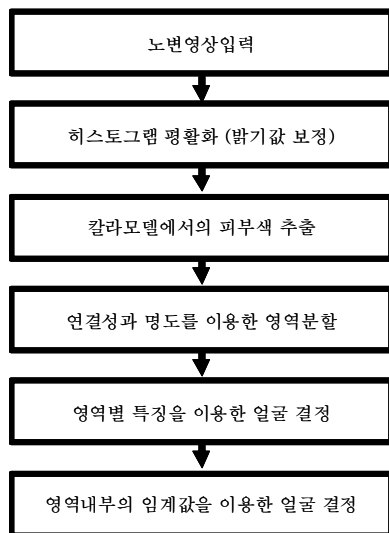 노변영상입력
히스토그램 평활화 (밝기값 보정)
칼라모델에서의 피부색 추출
연결성과 명도를 이용한 영역분할
영역별 특징을 이용한 얼굴 결정
영역내부의 임계값을 이용한 얼굴 결정